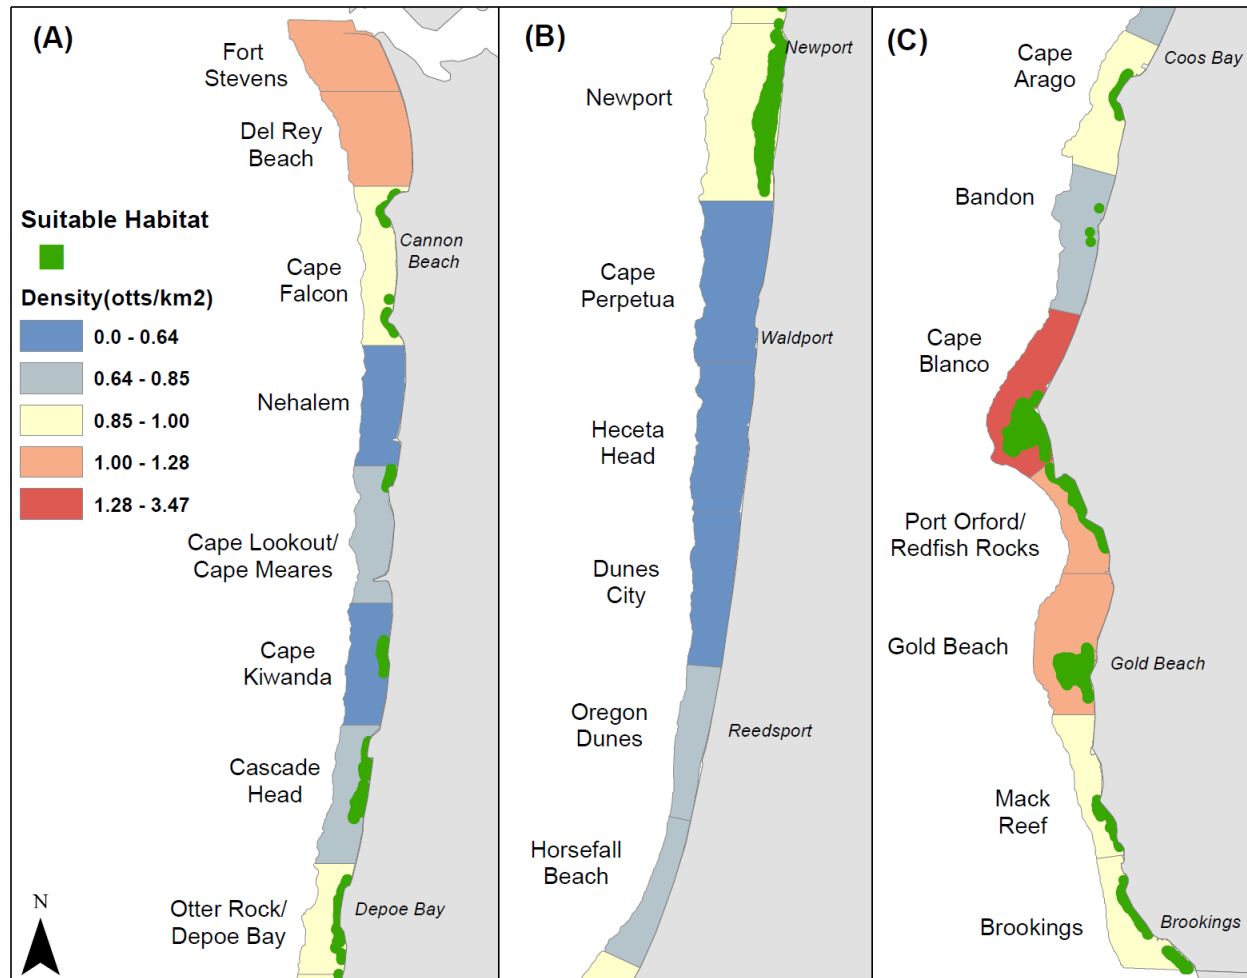 (A)
Fort
Stevens
Del Rey
Beach
Suitable Habitat
Cannon
Beach
Cape
Falcon
Density(otts/km2)
0.0 - 0.64
0.64 - 0.85
0.85 - 1.00
1.00 - 1.28
1.28 - 3.47
Nehalem
Cape Lookout/
Cape Meares
Cape
Kiwanda
Cascade
Head
N
Otter Rock/
Depoe Bay
Depoe Bay
(B)
Newport
Newport
Cape
Perpetua
Waldport
Heceta
Head
Dunes
City
Oregon
Dunes
Reedsport
Horsefall
Beach
(C)
Cape
Arago
Coos Bay
Bandon
Cape
Blanco
Port Orford/
Redfish Rocks
Gold Beach
Gold Beach
Mack
Reef
Brookings
Brookings